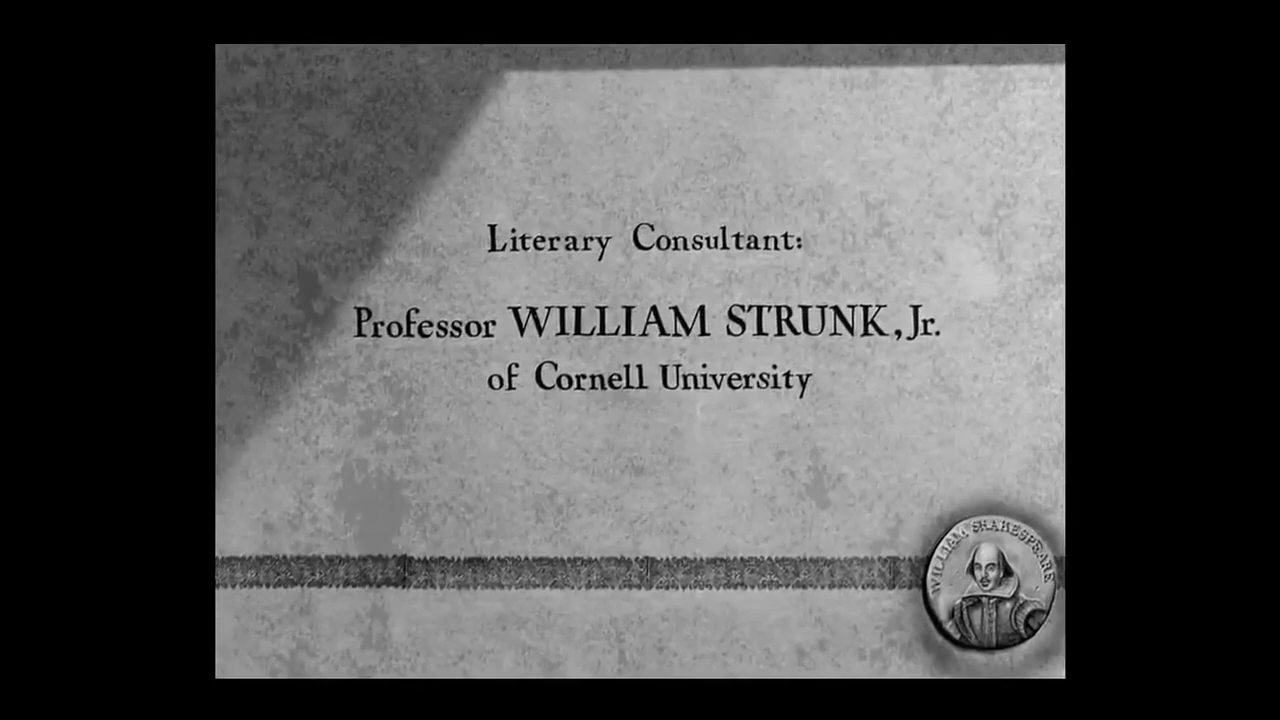 Literary Consultant:
Professor WILLIAM STRUNK, Jr.
of Cornell University
WILLIAM SHAKESPEARE